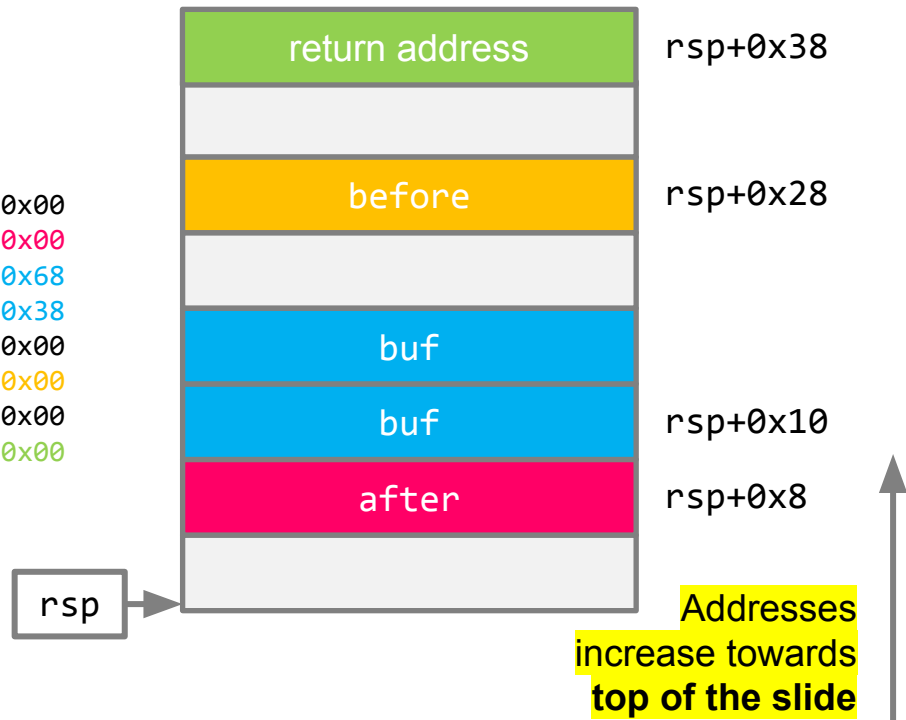 return address
rsp+0x38
before
rsp+0x28
0x00
0x00
0x68
0x38
0x00
0x00
0x00
0x00
buf
buf
rsp+0x10
after
rsp+0x8
rsp
Addresses
increase towards
top of the slide